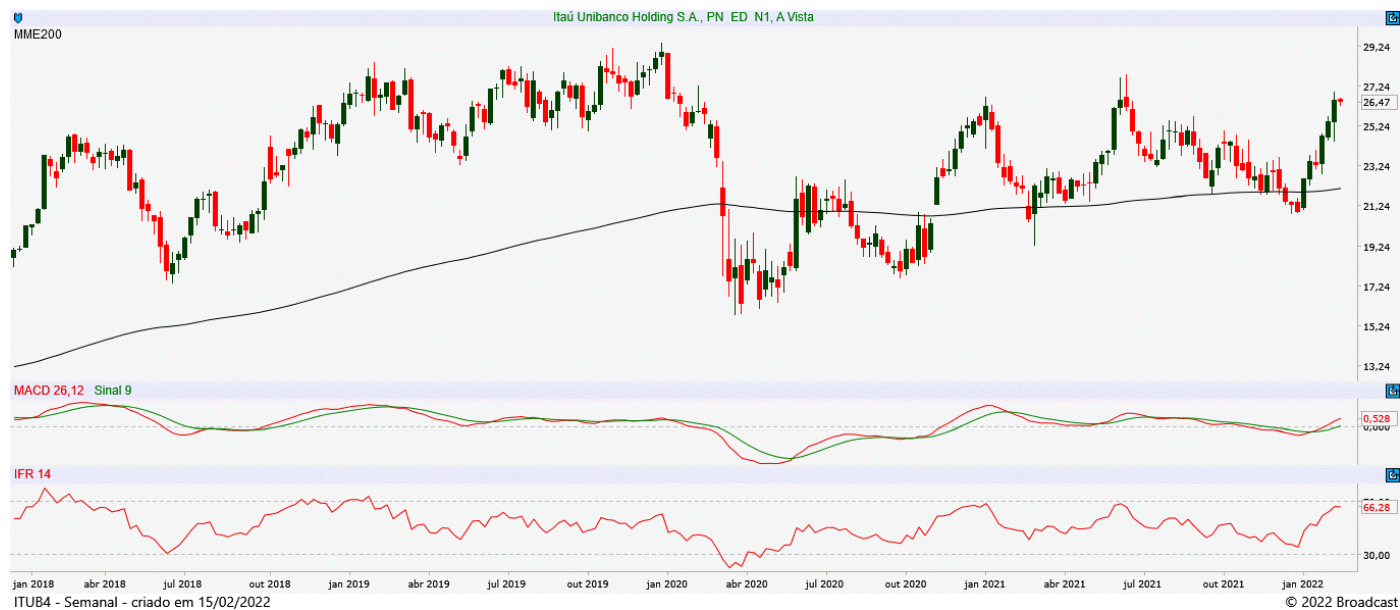 Itaú Unibanco Holding S.A., PN ED N1, A Vista
MME200
29,24
27,24
26,47
25,24
23,24
21,24
19,24
17,24
15,24
13,24
MACD 26,12 Sinal 9
0,528
0,000
IFR 14
66,28
30,00
jan 2018 abr 2018 jul 2018 out 2018 jan 2019 abr 2019 jul 2019 out 2019 jan 2020 abr 2020 jul 2020 out 2020 jan 2021 abr 2021 jul 2021 out 2021 jan 2022
ITUB4 - Semanal - criado em 15/02/2022 © 2022 Broadcast